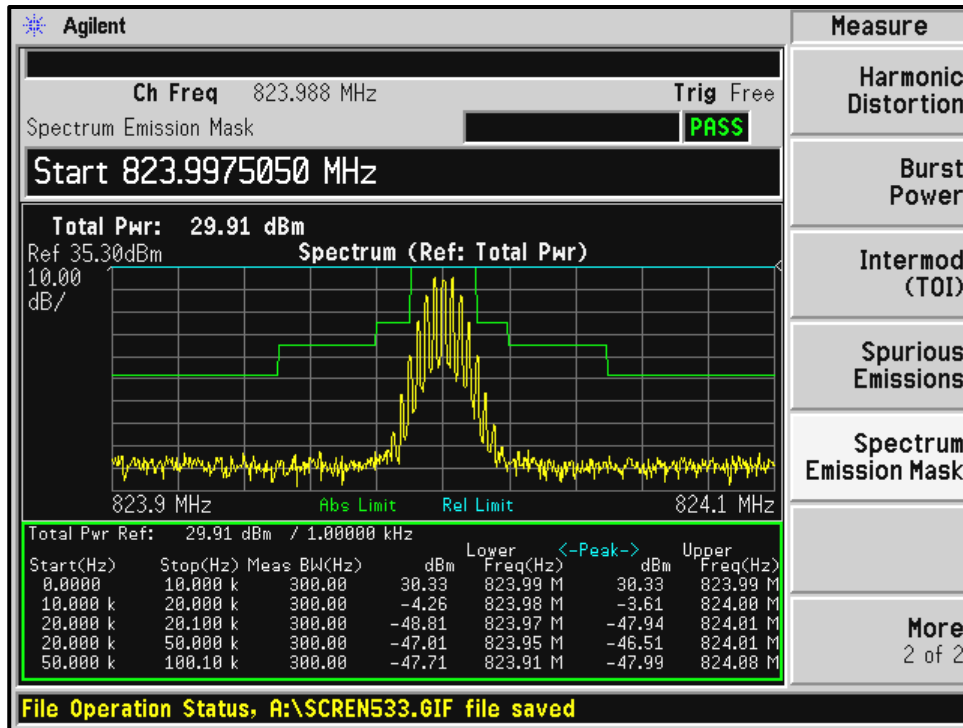 Agilent
Measure
Ch Freq 823.988 MHz Trig Free
Spectrum Emission Mask PASS
Start 823.9975050 MHz
Total Pwr: 29.91 dBm
Ref 35.30dBm Spectrum (Ref: Total Pwr)
10.00
dB/
823.9 MHz Abs Limit Rel Limit 824.1 MHz
Total Pwr Ref: 29.91 dBm / 1.00000 kHz
Lower <-Peak-> Upper
Start(Hz) Stop(Hz) Meas BW(Hz) dBm Freq(Hz) dBm Freq(Hz)
0.0000 10.000 k 300.00 30.33 823.99 M 30.33 823.99 M
10.000 k 20.000 k 300.00 -4.26 823.98 M -3.61 824.00 M
20.000 k 20.100 k 300.00 -48.81 823.97 M -47.94 824.01 M
20.000 k 50.000 k 300.00 -47.01 823.95 M -46.51 824.01 M
50.000 k 100.10 k 300.00 -47.71 823.91 M -47.99 824.08 M
File Operation Status, A:\SCREN533.GIF file saved
Harmonic
Distortion
Burst
Power
Intermod
(TOI)
Spurious
Emissions
Spectrum
Emission Mask
More
2 of 2